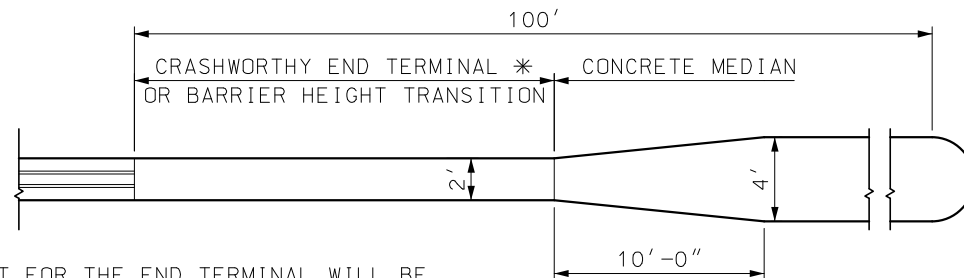 100'
CRASHWORTHY END TERMINAL *
OR BARRIER HEIGHT TRANSITION
CONCRETE MEDIAN
2'
4'
10'-0"
T FOR THE END TERMINAL WILL BE